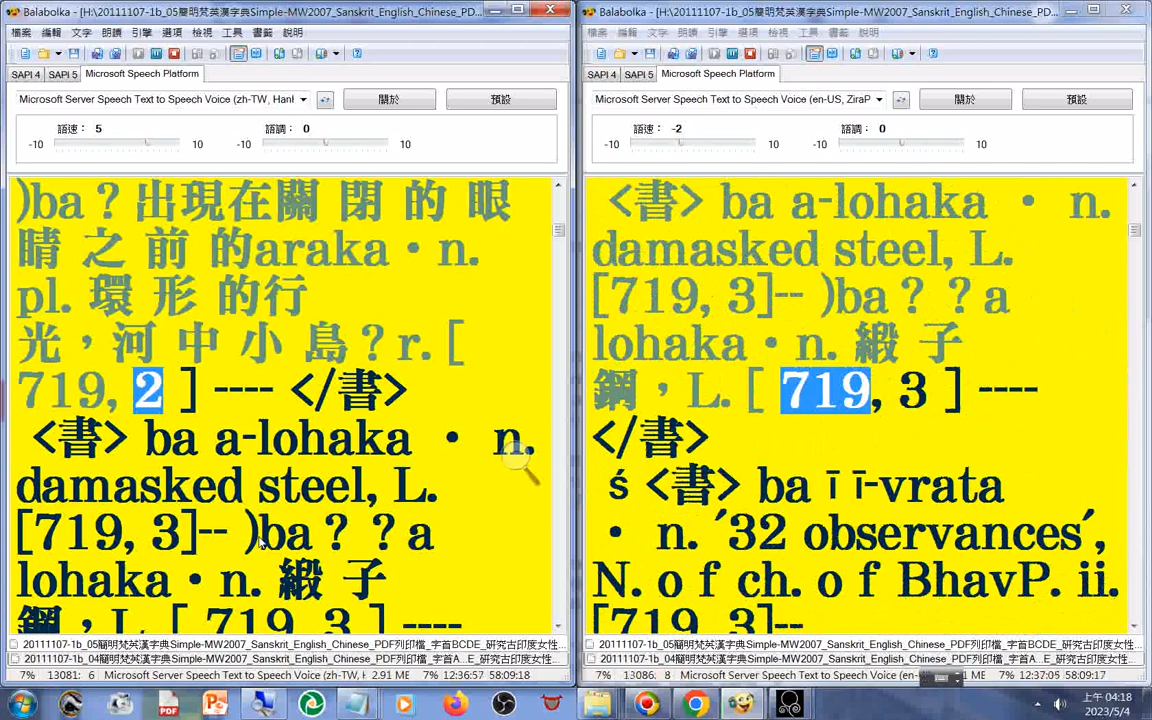 Balabolka - [H:\20111107-1b_05簡明梵英漢字典Simple-MW2007_Sanskrit_English_Chinese_PD...
檔案 編輯 文字 朗讀 引擎 選項 檢視 工具 書籤 說明
SAPI 4 SAPI 5 Microsoft Speech Platform
Microsoft Server Speech Text to Speech Voice (zh-TW, HanH 關於 預設
語速: 5 語調: 0
-10 10 -10 10
)ba？出現在關 閉 的 眼
睛 之 前 的araka・n.
pl. 環 形 的行
光，河 中 小 島？r. [
719, 2 ] ---- </書>
<書> ba a-lohaka ・ n.
damasked steel, L.
[719, 3]-- )ba？？a
lohaka・n. 緞 子
鋼，L. [ 719, 3 ] ----
20111107-1b_05簡明梵英漢字典Simple-MW2007_Sanskrit_English_Chinese_PDF列印檔_字首BCDE_研究古印度女性...
20111107-1b_04簡明梵英漢字典Simple-MW2007_Sanskrit_English_Chinese_PDF列印檔_字首A...E_研究古印度女性...
7% 13081: 6 Microsoft Server Speech Text to Speech Voice (zh-TW, H 2.91 ME 7% 12:36:57 58:09:18
Balabolka - [H:\20111107-1b_05簡明梵英漢字典Simple-MW2007_Sanskrit_English_Chinese_PD...
檔案 編輯 文字 朗讀 引擎 選項 檢視 工具 書籤 說明
SAPI 4 SAPI 5 Microsoft Speech Platform
Microsoft Server Speech Text to Speech Voice (en-US, ZiraP 關於 預設
語速: -2 語調: 0
-10 10 -10 10
<書> ba a-lohaka ・ n.
damasked steel, L.
[719, 3]-- )ba？？a
lohaka・n. 緞 子
鋼，L. [ 719, 3 ] ----
</書>
ś <書> ba ī ī-vrata
・ n. ′32 observances′,
N. o f ch. o f BhavP. ii.
[719, 3]--
20111107-1b_05簡明梵英漢字典Simple-MW2007_Sanskrit_English_Chinese_PDF列印檔_字首BCDE_研究古印度女性...
20111107-1b_04簡明梵英漢字典Simple-MW2007_Sanskrit_English_Chinese_PDF列印檔_字首A...E_研究古印度女性...
7% 13086: 8 Microsoft Server Speech Text to Speech Voice 7% 12:37:05 58:09:17
上午 04:18
2023/5/4